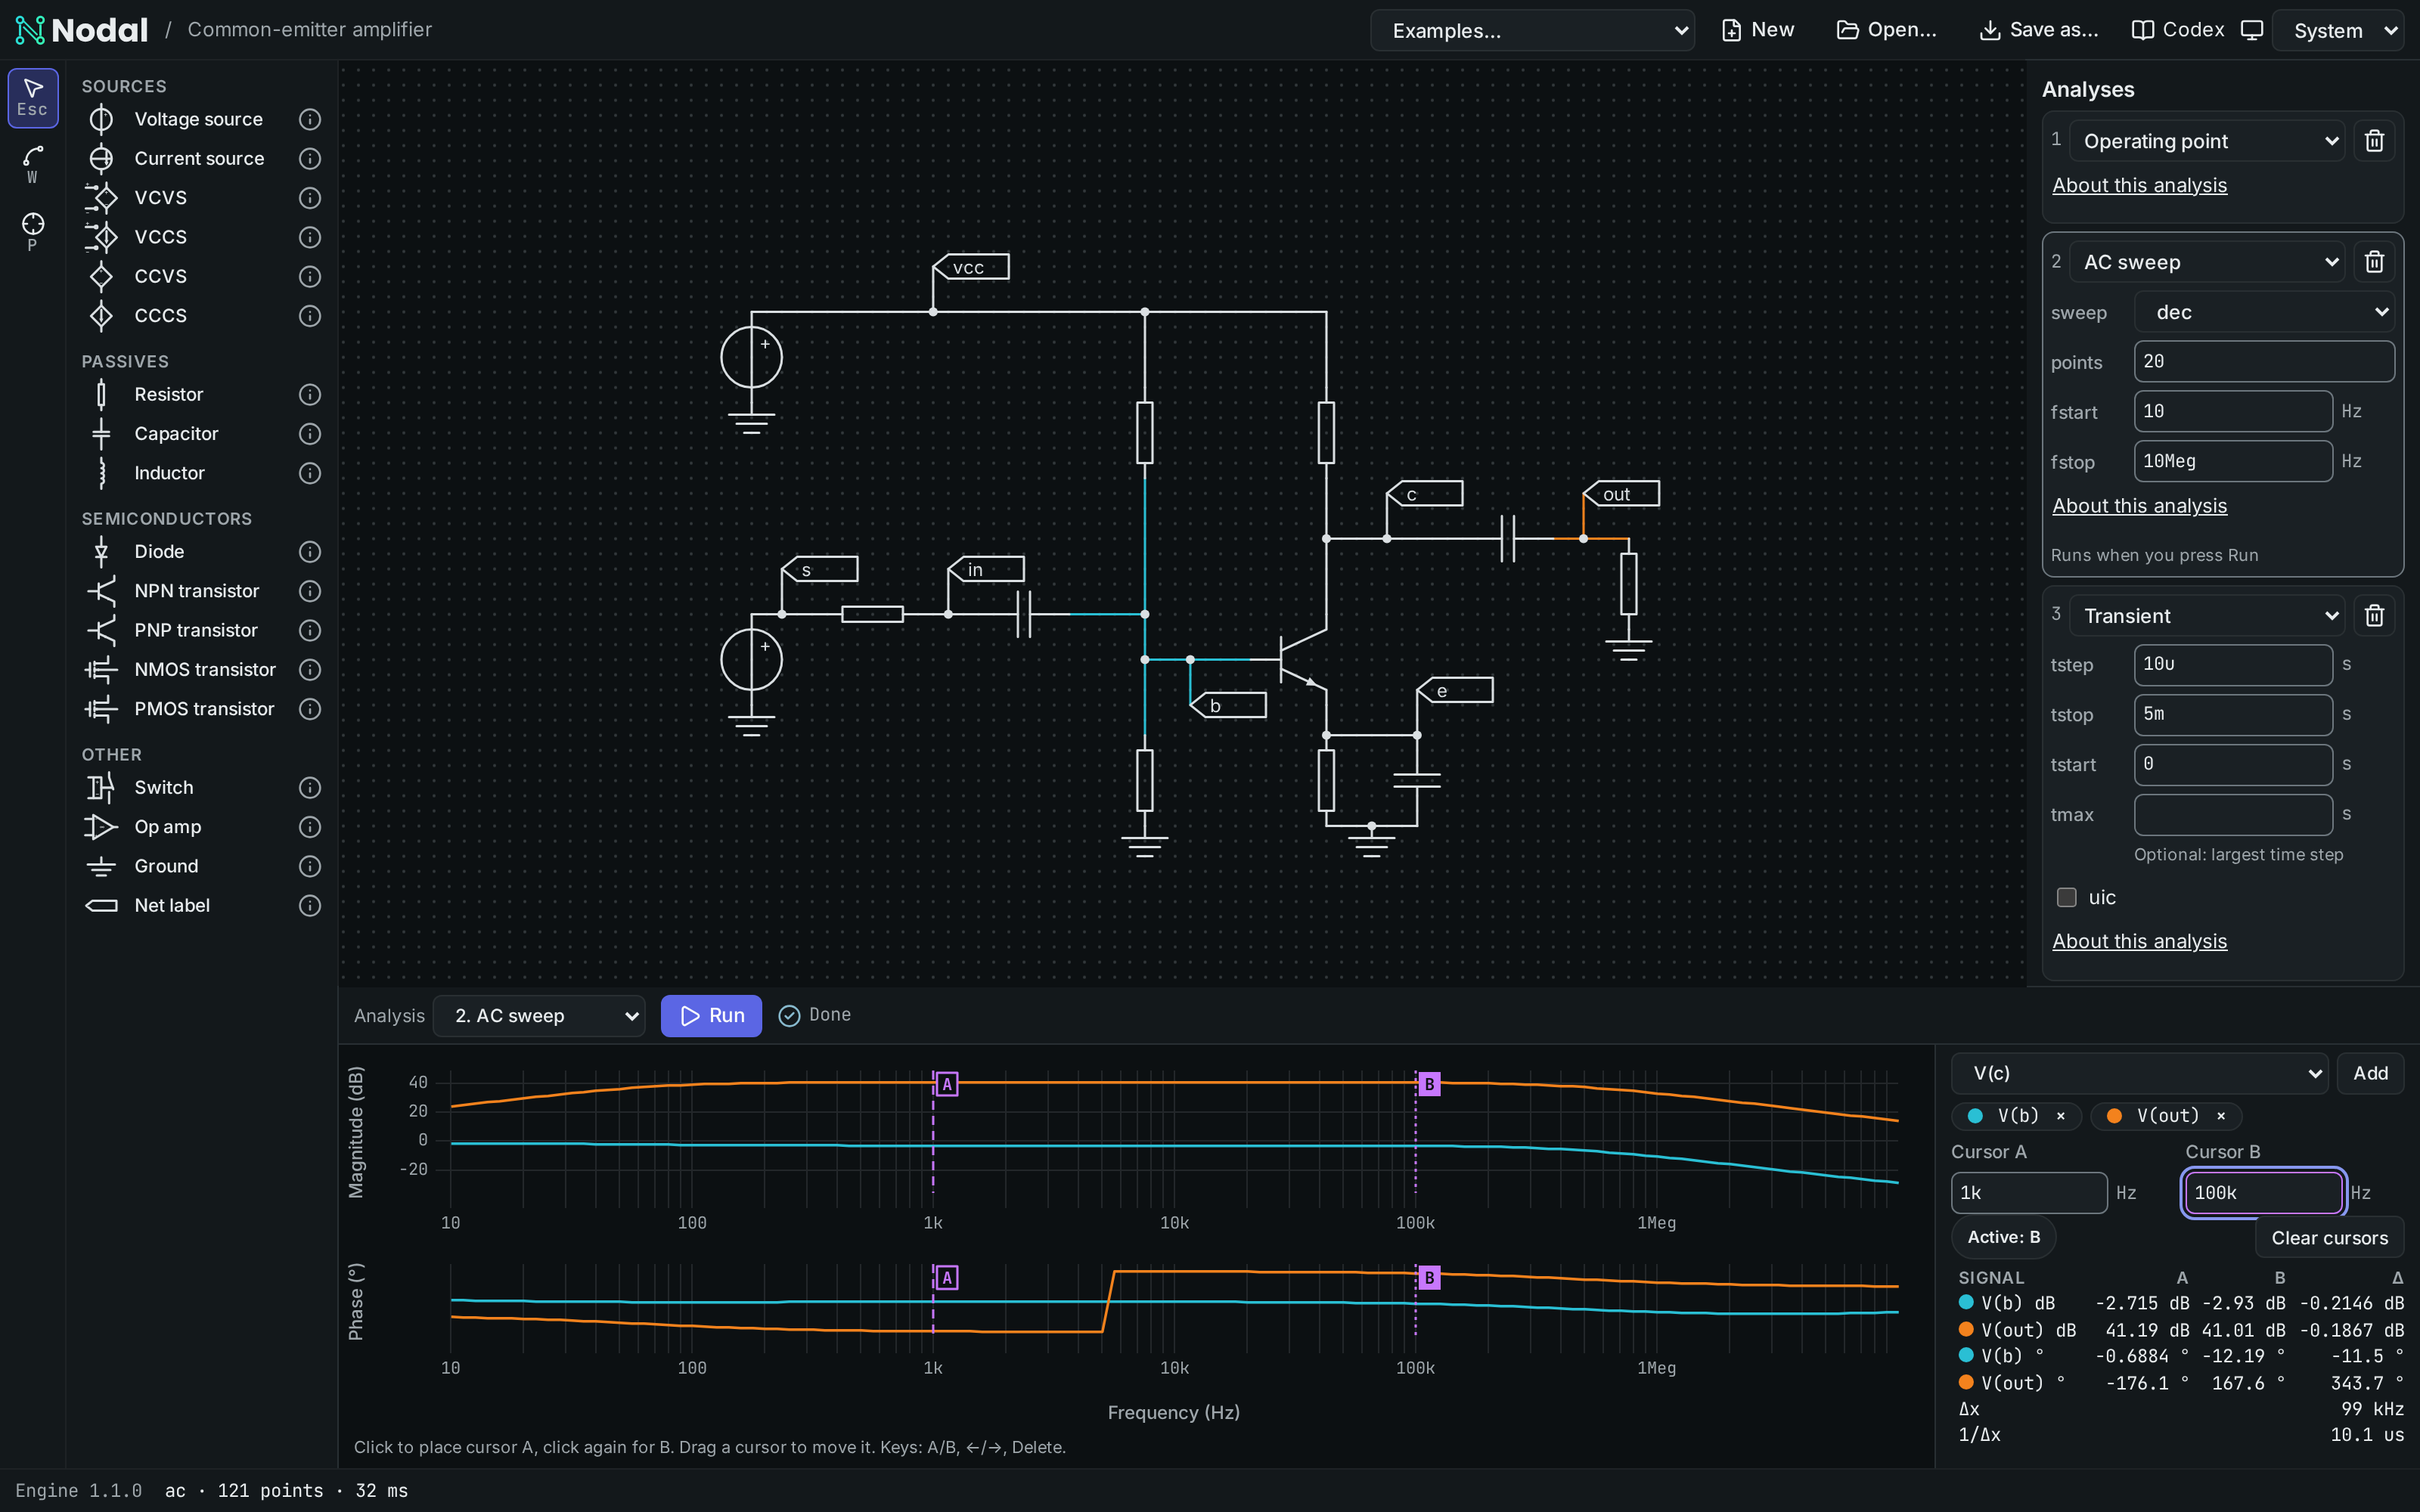 Nodal / Common-emitter amplifier
Examples... New Open... Save as... Codex System
Esc
W
P
SOURCES
Voltage source
Current source
VCVS
VCCS
CCVS
CCCS
PASSIVES
Resistor
Capacitor
Inductor
SEMICONDUCTORS
Diode
NPN transistor
PNP transistor
NMOS transistor
PMOS transistor
OTHER
Switch
Op amp
Ground
Net label
vcc
+
c
out
s
in
+
e
b
Analyses
1 Operating point
About this analysis
2 AC sweep
sweep dec
points 20
fstart 10 Hz
fstop 10Meg Hz
About this analysis
Runs when you press Run
3 Transient
tstep 10u s
tstop 5m s
tstart 0 s
tmax s
Optional: largest time step
uic
About this analysis
Analysis 2. AC sweep Run Done
Magnitude (dB)
40
20
0
-20
A B
10 100 1k 10k 100k 1Meg
Phase (°)
A B
10 100 1k 10k 100k 1Meg
Frequency (Hz)
Click to place cursor A, click again for B. Drag a cursor to move it. Keys: A/B, ←/→, Delete.
V(c) Add
V(b) × V(out) ×
Cursor A Cursor B
1k Hz 100k Hz
Active: B Clear cursors
SIGNAL A B Δ
V(b) dB -2.715 dB -2.93 dB -0.2146 dB
V(out) dB 41.19 dB 41.01 dB -0.1867 dB
V(b) ° -0.6884 ° -12.19 ° -11.5 °
V(out) ° -176.1 ° 167.6 ° 343.7 °
Δx 99 kHz
1/Δx 10.1 us
Engine 1.1.0 ac · 121 points · 32 ms